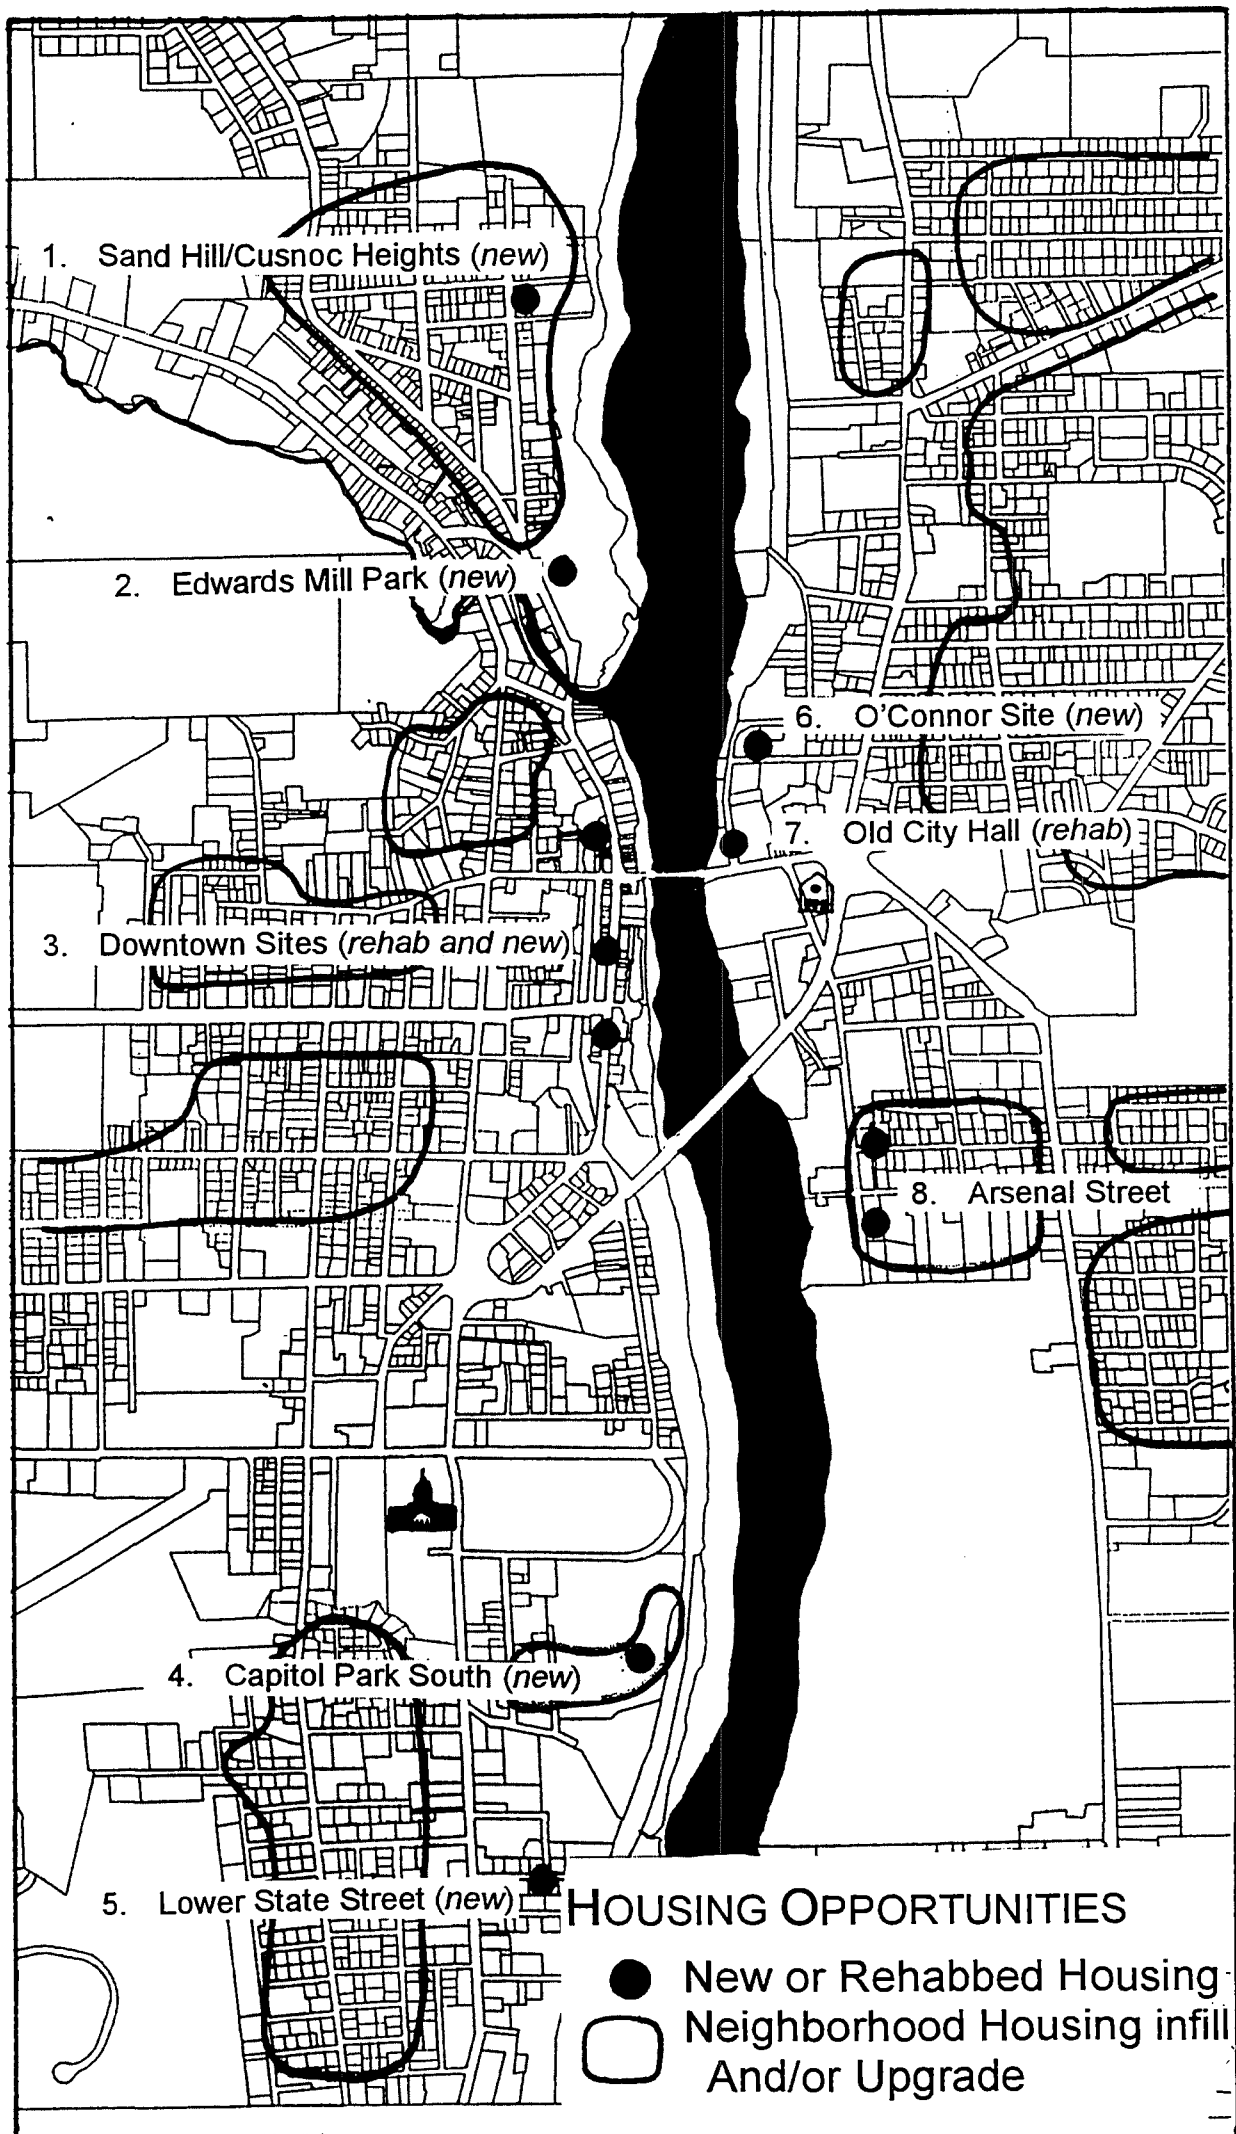 1. Sand Hill/Cusnoc Heights (new)
2. Edwards Mill Park (new)
6. O'Connor Site (new)
7. Old City Hall (rehab)
3. Downtown Sites (rehab and new)
8. Arsenal Street
4. Capitol Park South (new)
5. Lower State Street (new)
HOUSING OPPORTUNITIES
New or Rehabbed Housing
Neighborhood Housing infill
And/or Upgrade